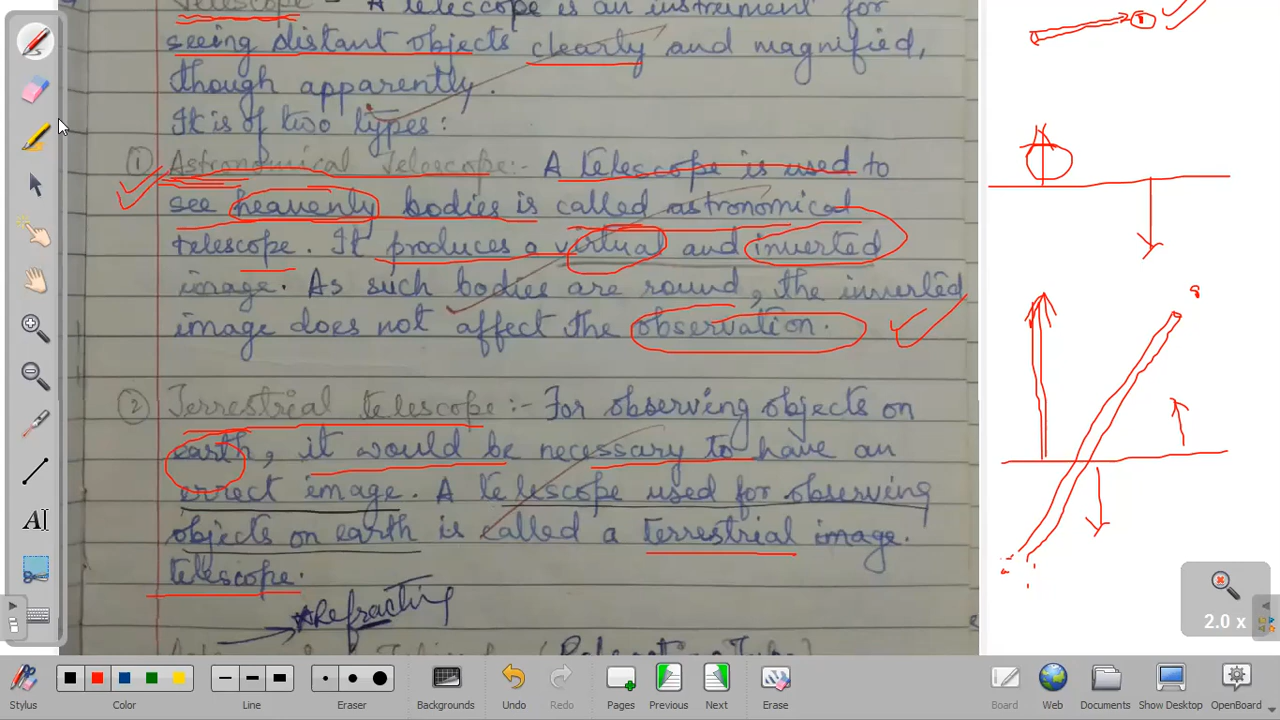 Telescope - A telescope is an instrument for
seeing distant objects clearly and magnified,
though apparently.
It is of two types:
① Astronomical Telescope:- A telescope is used to
see heavenly bodies is called astronomical
telescope. It produces a virtual and inverted
image. As such bodies are round, the inverted
image does not affect the observation.
② Terrestrial telescope:- For observing objects on
earth, it would be necessary to have an
errect image. A telescope used for observing
objects on earth is called a terrestrial image.
telescope.
Refracting
2.0 x
Stylus
Color
Line
Eraser
Backgrounds
Undo
Redo
Pages
Previous
Next
Erase
Board
Web
Documents
Show Desktop
OpenBoard